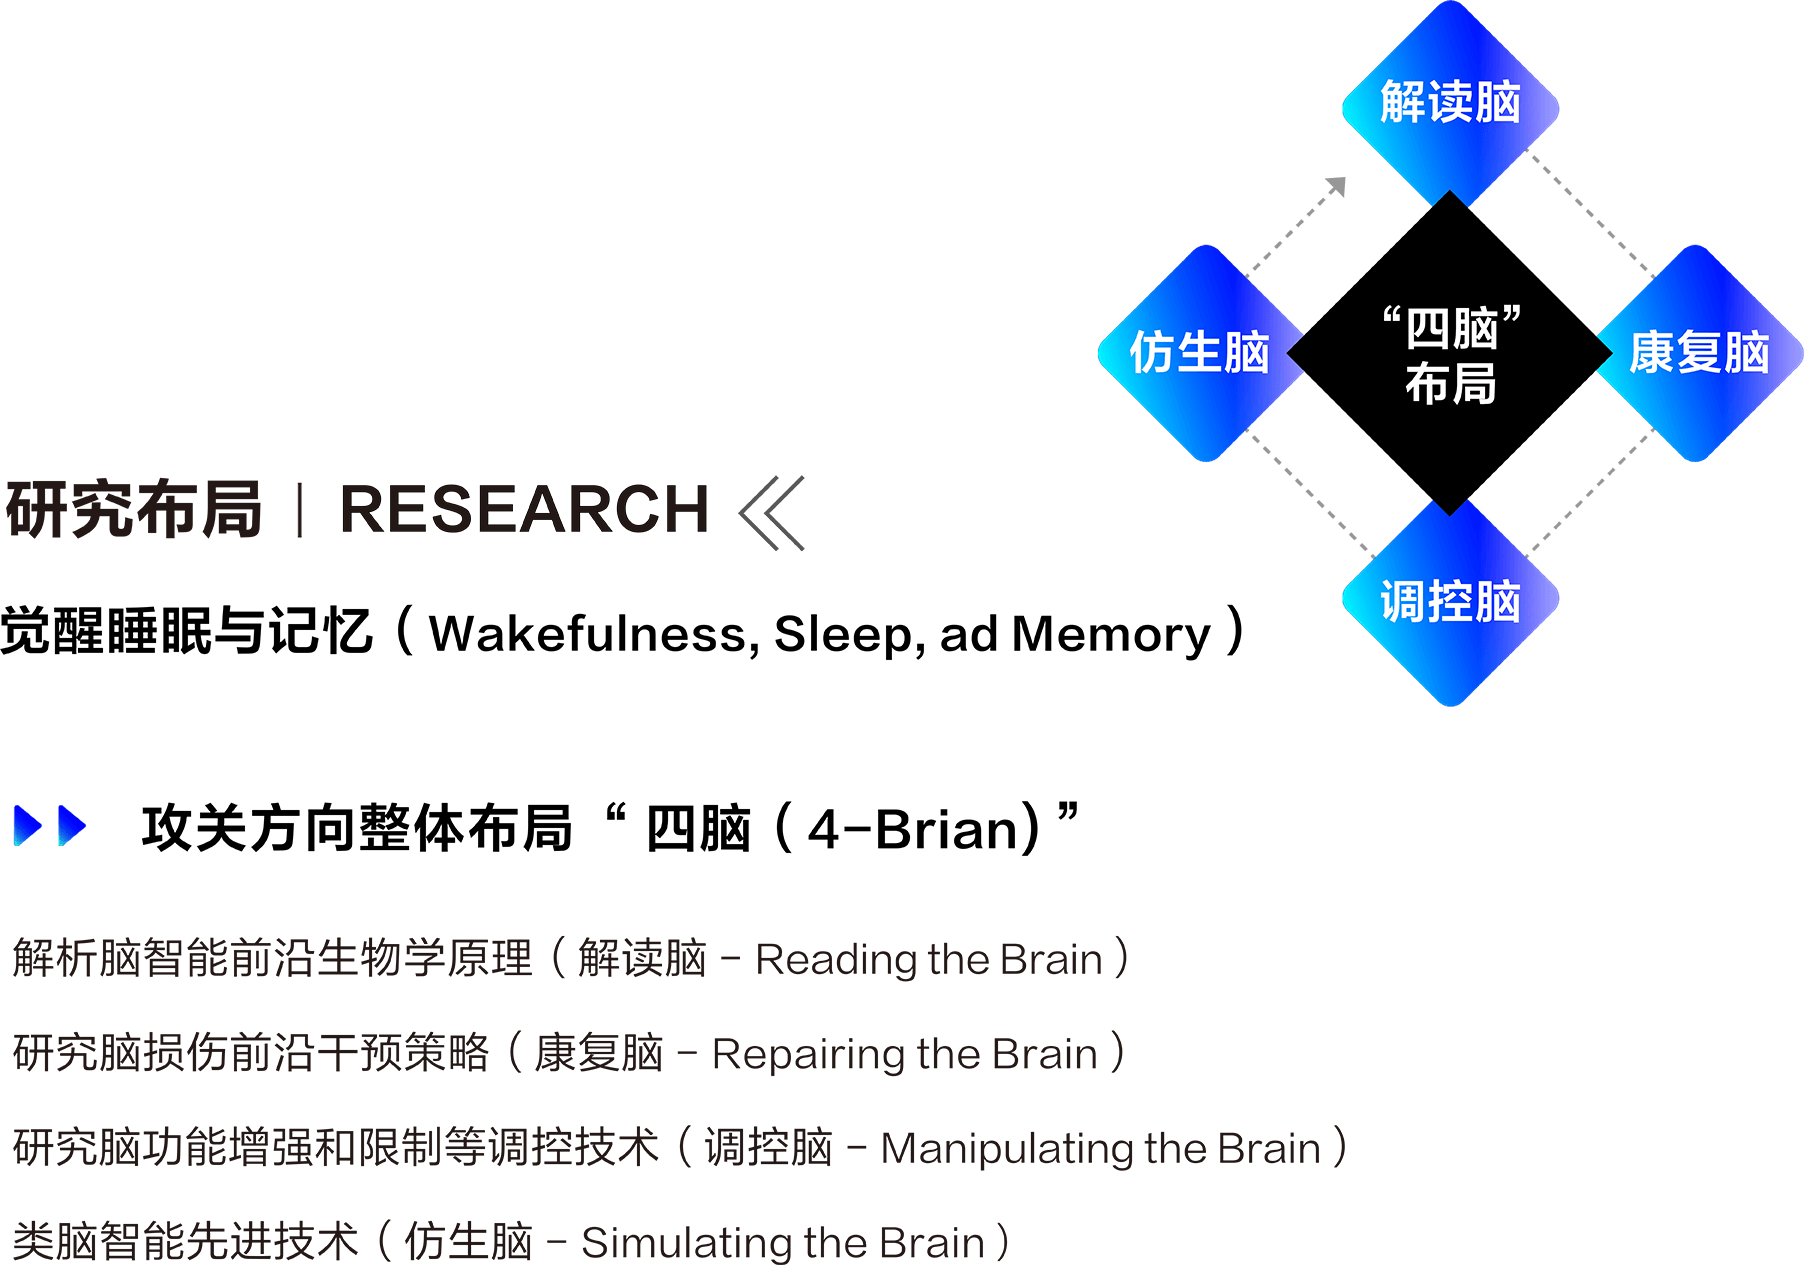 解读脑
仿生脑
“四脑”
布局
康复脑
调控脑
研究布局｜RESEARCH
觉醒睡眠与记忆（Wakefulness, Sleep, ad Memory）
攻关方向整体布局“四脑（4-Brian）”
解析脑智能前沿生物学原理（解读脑 - Reading the Brain）
研究脑损伤前沿干预策略（康复脑 - Repairing the Brain）
研究脑功能增强和限制等调控技术（调控脑 - Manipulating the Brain）
类脑智能先进技术（仿生脑 - Simulating the Brain）